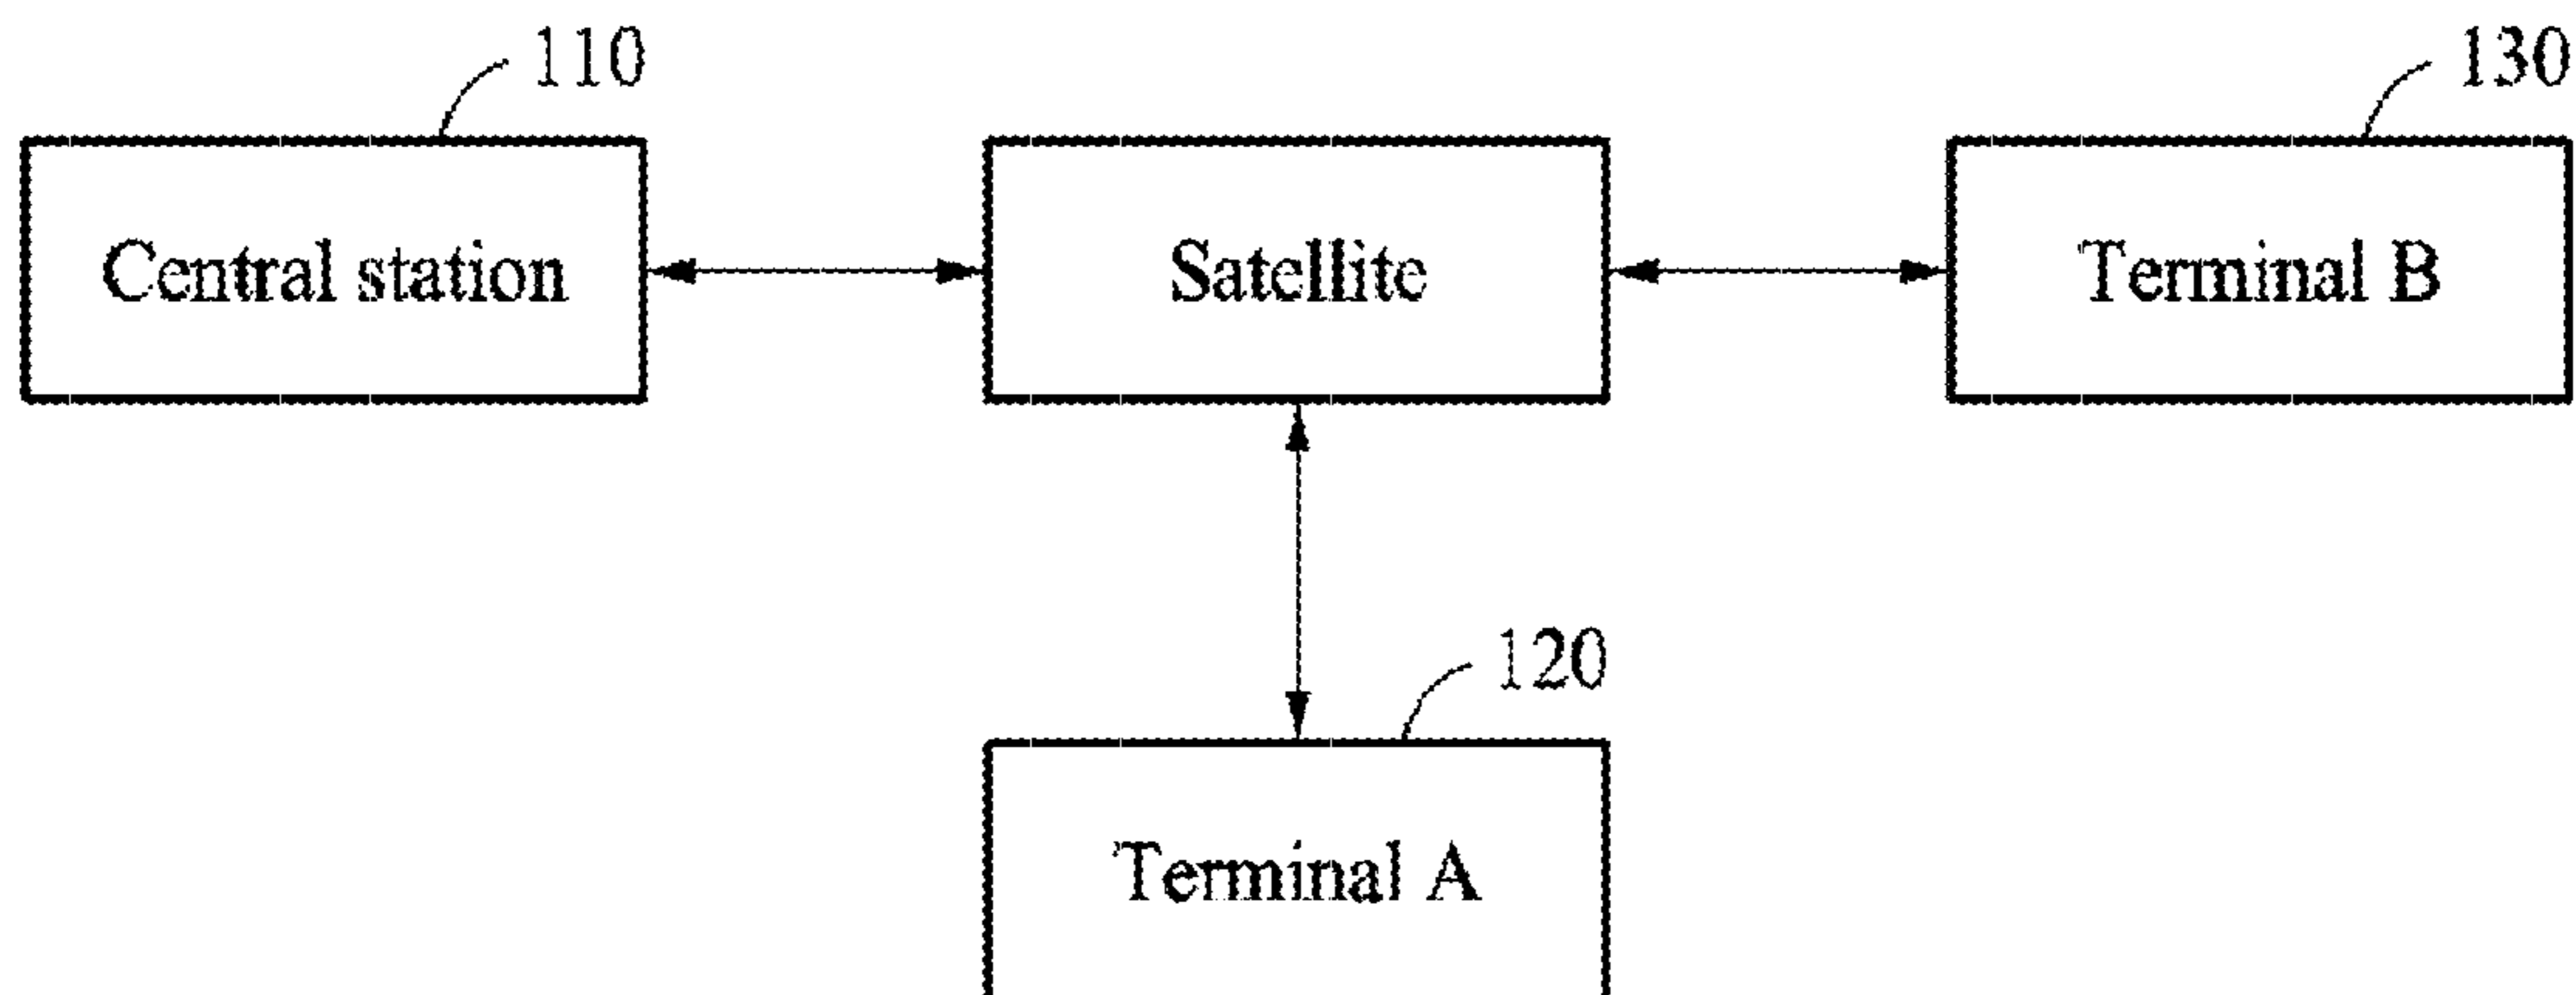 110
130
Central station
Satellite
Terminal B
120
Terminal A